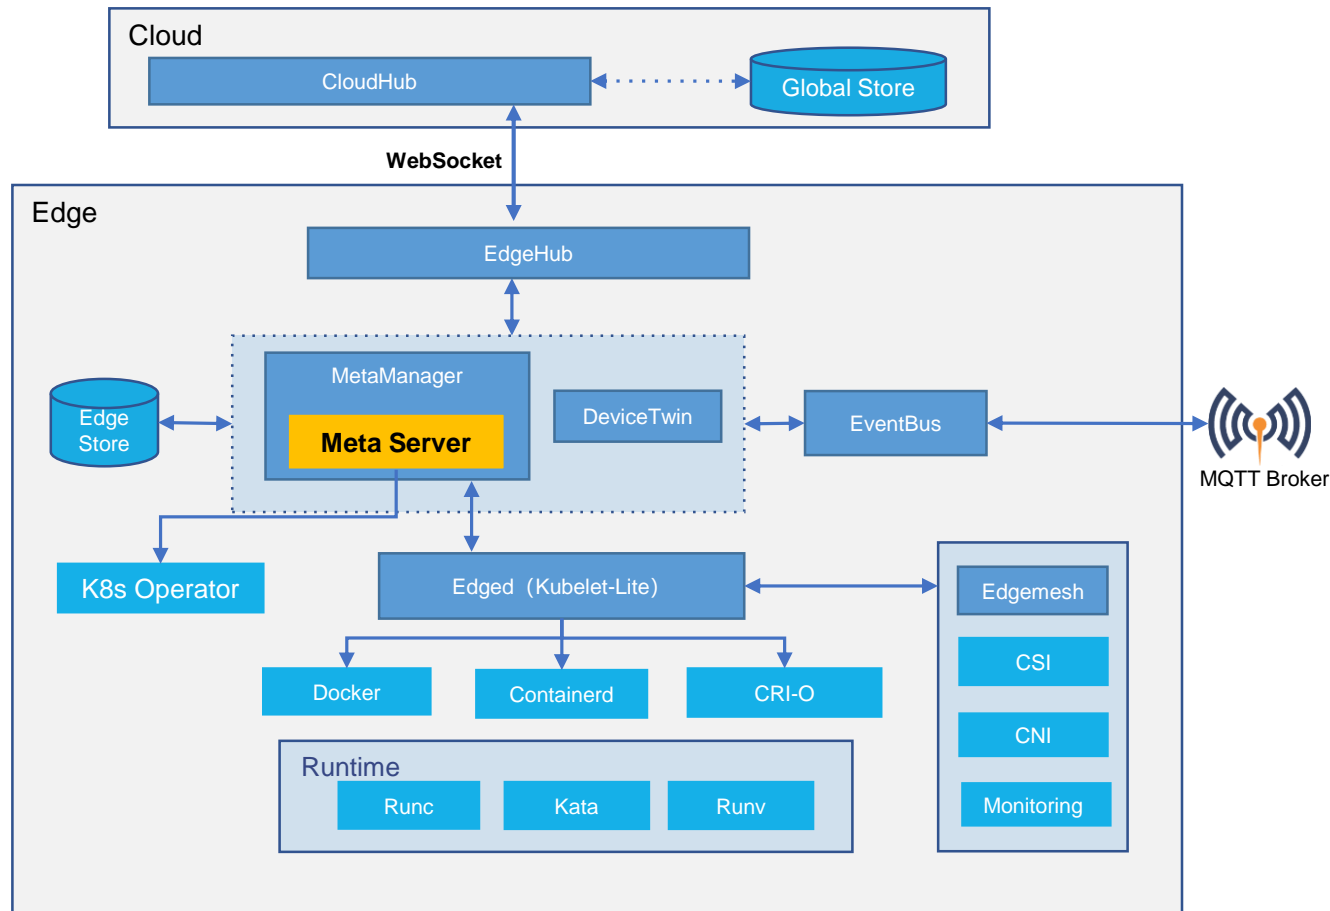 Cloud
CloudHub
Global Store
WebSocket
Edge
EdgeHub
MetaManager
Meta Server
DeviceTwin
Edge
Store
EventBus
MQTT Broker
K8s Operator
Edged（Kubelet-Lite）
Edgemesh
CSI
CNI
Monitoring
Docker
Containerd
CRI-O
Runtime
Runc
Kata
Runv